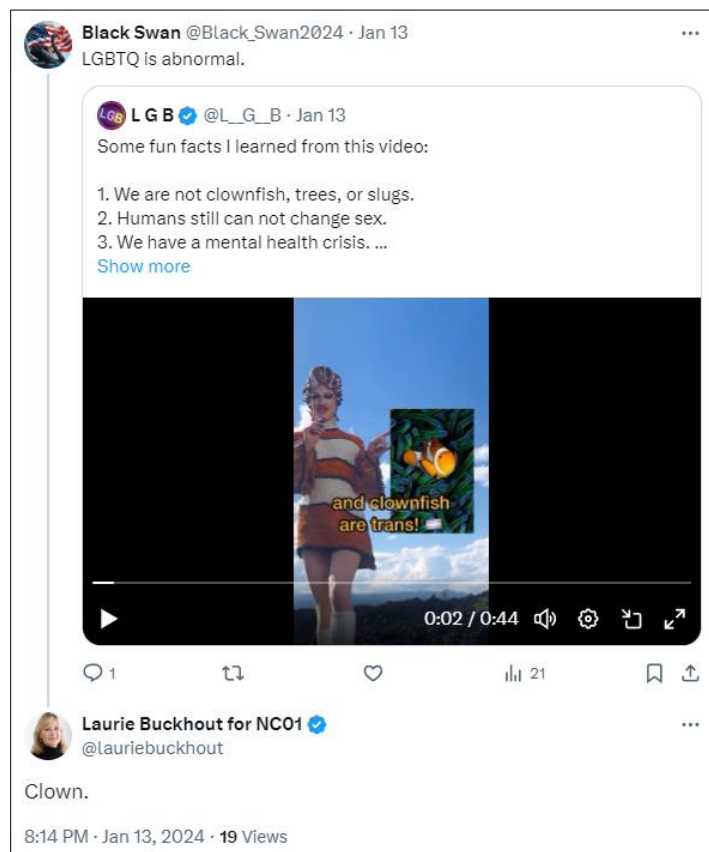 Black Swan @Black_Swan2024 · Jan 13
LGBTQ is abnormal.
LGB L G B @L__G__B · Jan 13
Some fun facts I learned from this video:
1. We are not clownfish, trees, or slugs.
2. Humans still can not change sex.
3. We have a mental health crisis. ...
Show more
and clownfish
are trans!
0:02 / 0:44
1
21
Laurie Buckhout for NC01
@lauriebuckhout
Clown.
8:14 PM · Jan 13, 2024 · 19 Views